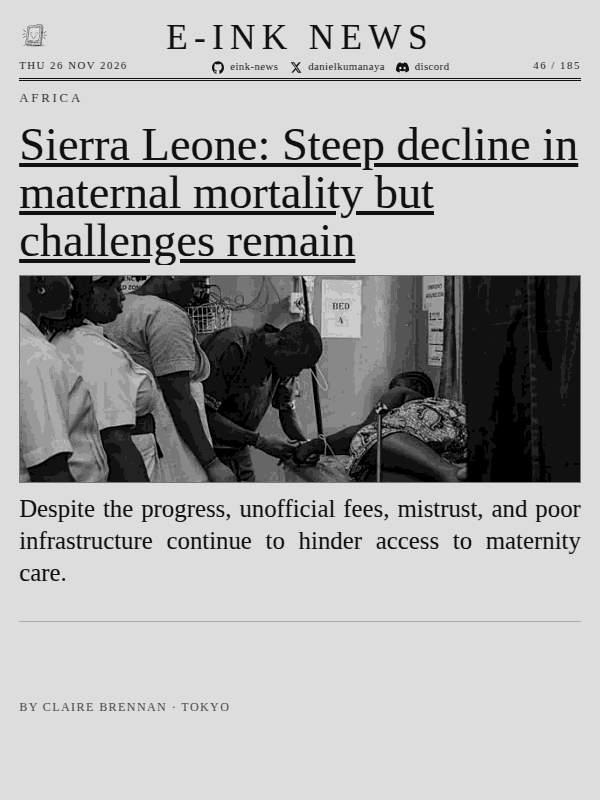 E-INK NEWS
THU 26 NOV 2026
eink-news danielkumanaya discord
46 / 185
AFRICA
Sierra Leone: Steep decline in
maternal mortality but
challenges remain
BED
4
Despite the progress, unofficial fees, mistrust, and poor
infrastructure continue to hinder access to maternity
care.
BY CLAIRE BRENNAN · TOKYO